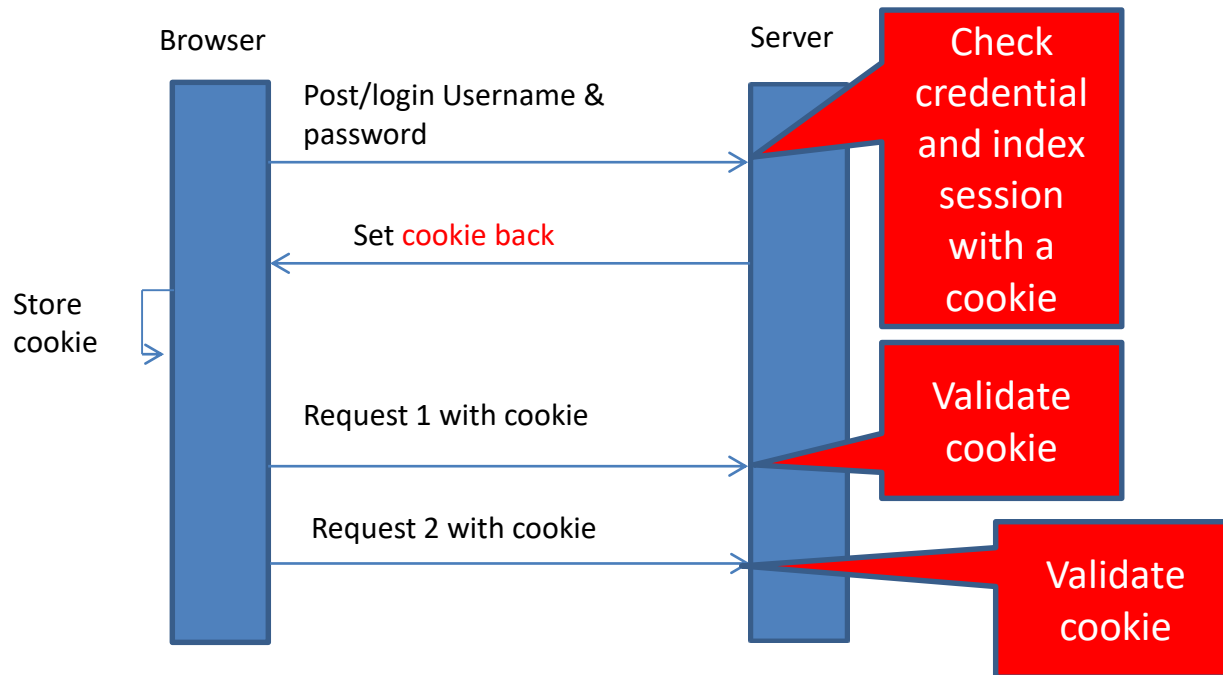 Browser
Server
Post/login Username &
password
Check
credential
and index
session
with a
cookie
Set cookie back
Store
cookie
Request 1 with cookie
Validate
cookie
Request 2 with cookie
Validate
cookie